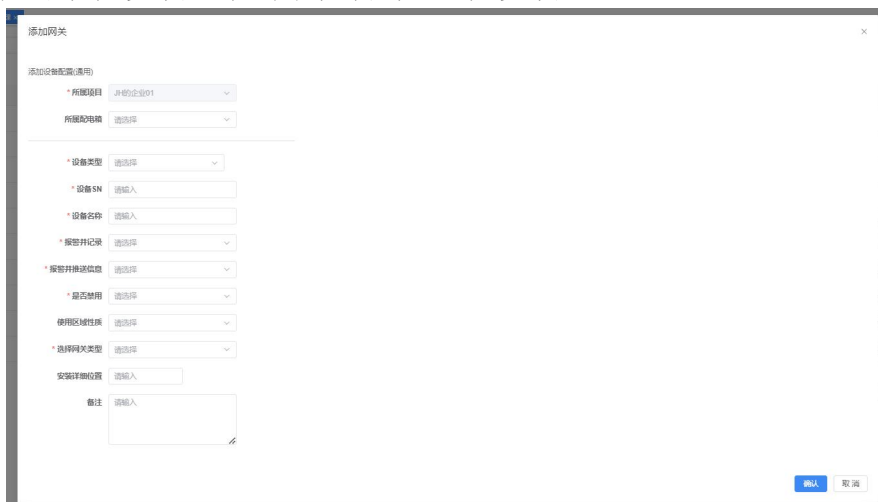 添加网关
×
添加设备配置(通用)
* 所属项目 JH的企业01
所属配电箱 请选择
* 设备类型 请选择
* 设备SN 请输入
* 设备名称 请输入
* 报警并记录 请选择
* 报警并推送信息 请选择
* 是否禁用 请选择
使用区域性质 请选择
* 选择网关类型 请选择
安装详细位置 请输入
备注 请输入
确认 取消